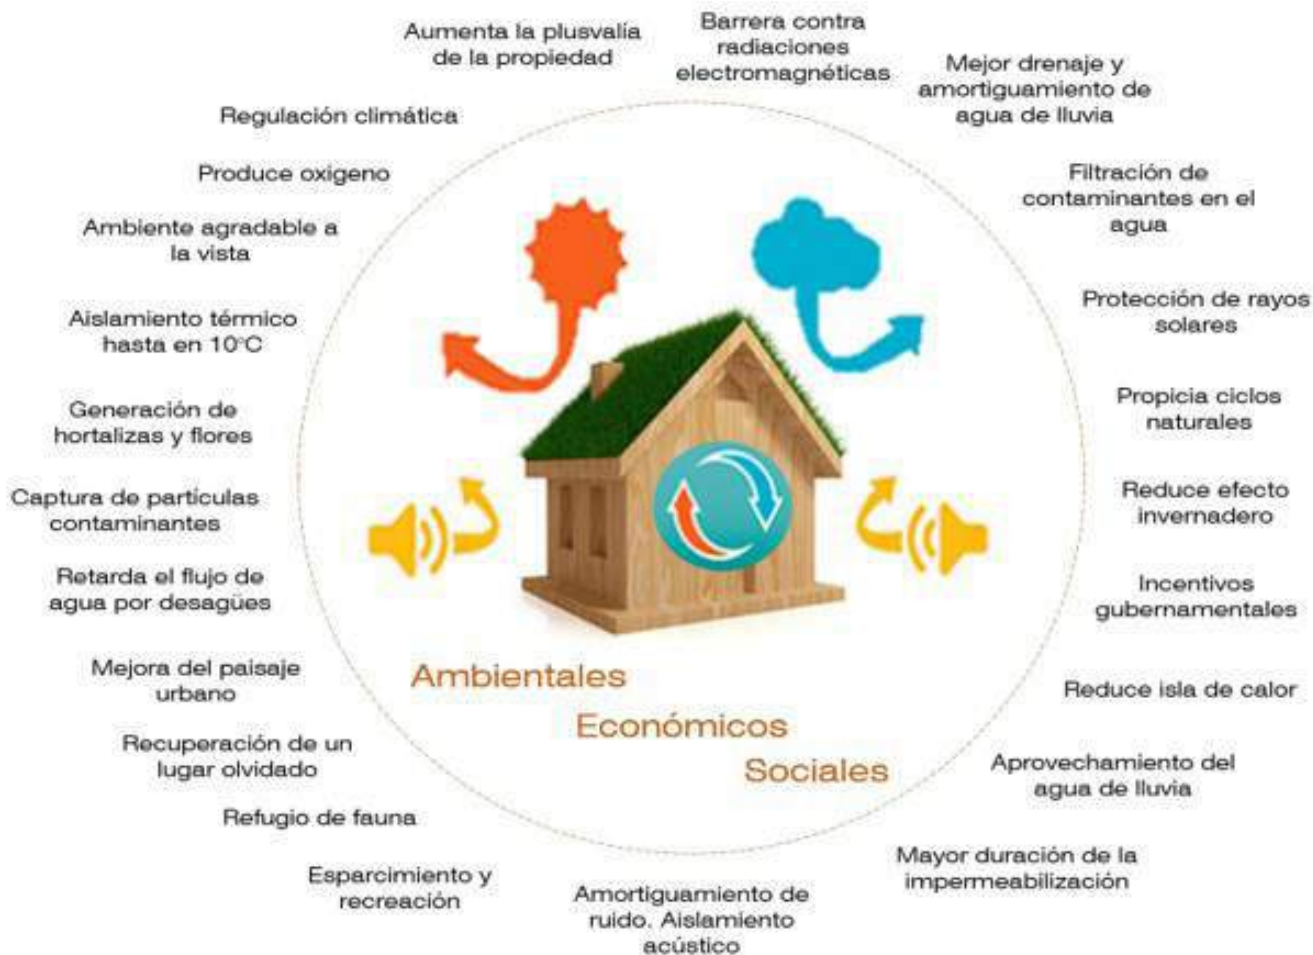 Aumenta la plusvalía
de la propiedad
Barrera contra
radiaciones
electromagnéticas
Mejor drenaje y
amortiguamiento de
agua de lluvia
Filtración de
contaminantes en el
agua
Protección de rayos
solares
Propicia ciclos
naturales
Reduce efecto
invernadero
Incentivos
gubernamentales
Reduce isla de calor
Aprovechamiento del
agua de lluvia
Mayor duración de la
impermeabilización
Amortiguamiento de
ruido. Aislamiento
acústico
Esparcimiento y
recreación
Refugio de fauna
Recuperación de un
lugar olvidado
Mejora del paisaje
urbano
Retarda el flujo de
agua por desagües
Captura de partículas
contaminantes
Generación de
hortalizas y flores
Aislamiento térmico
hasta en 10°C
Ambiente agradable a
la vista
Produce oxigeno
Regulación climática
Ambientales
Económicos
Sociales